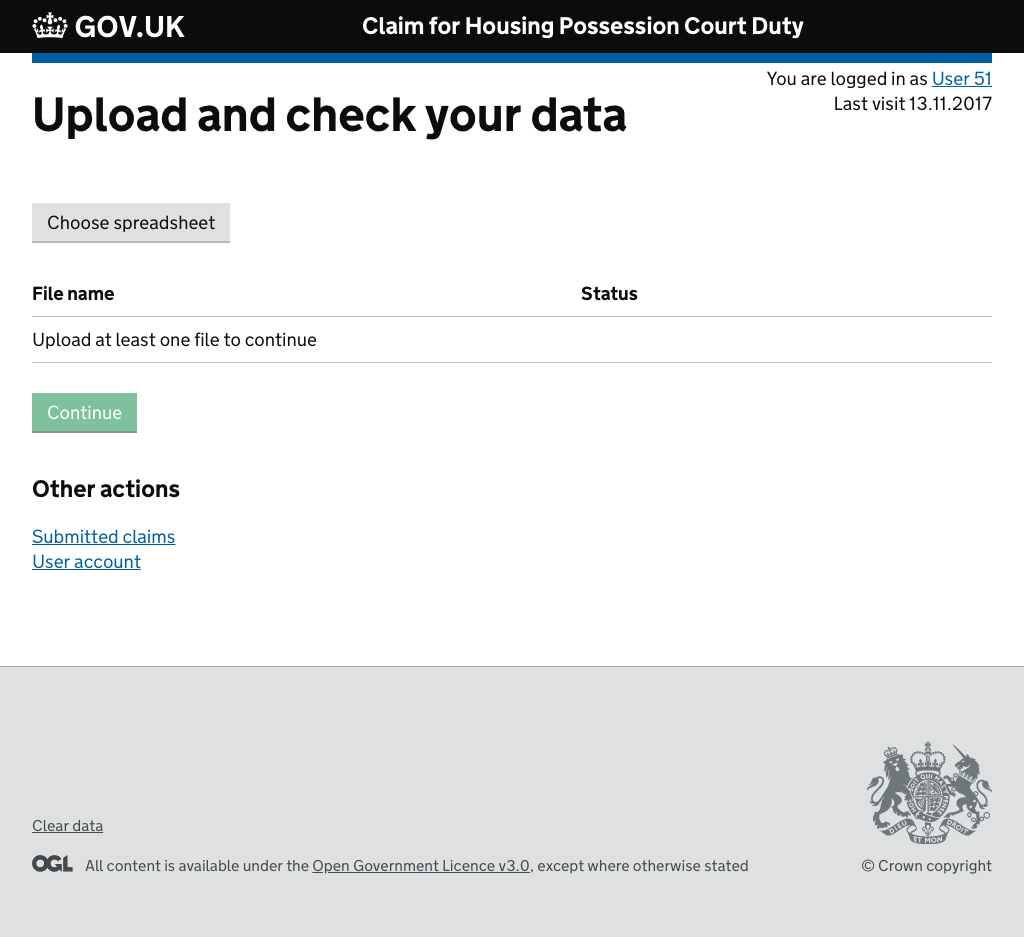 GOV.UK
Claim for Housing Possession Court Duty
You are logged in as User 51
Last visit 13.11.2017
Upload and check your data
Choose spreadsheet
File name Status
Upload at least one file to continue
Continue
Other actions
Submitted claims
User account
Clear data
OGL All content is available under the Open Government Licence v3.0, except where otherwise stated
DIEU ET MON DROIT
© Crown copyright